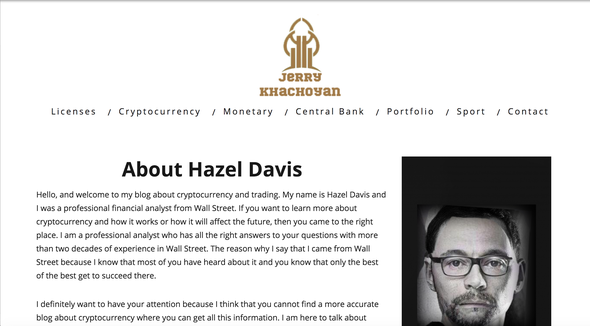 JERRY
KHACHOYAN
Licenses / Cryptocurrency / Monetary / Central Bank / Portfolio / Sport / Contact
About Hazel Davis
Hello, and welcome to my blog about cryptocurrency and trading. My name is Hazel Davis and
I was a professional financial analyst from Wall Street. If you want to learn more about
cryptocurrency and how it works or how it will affect the future, then you came to the right
place. I am a professional analyst who has all the right answers to your questions with more
than two decades of experience in Wall Street. The reason why I say that I came from Wall
Street because I know that most of you have heard about it and you know that only the best
of the best get to succeed there.
I definitely want to have your attention because I think that you cannot find a more accurate
blog about cryptocurrency where you can get all this information. I am here to talk about